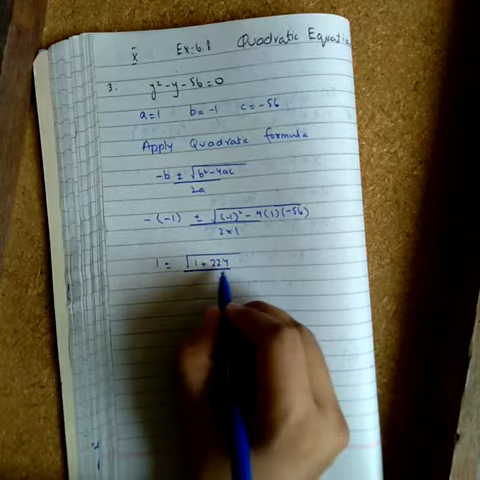 X Ex:6.1 Quadratic Equation
3. y² - y - 56 = 0
a = 1 b = -1 c = -56
Apply Quadratic formula
-b ± √b² - 4ac
2a
- (-1) ± √(-1)² - 4(1)(-56)
2×1
1 ± √1 + 224